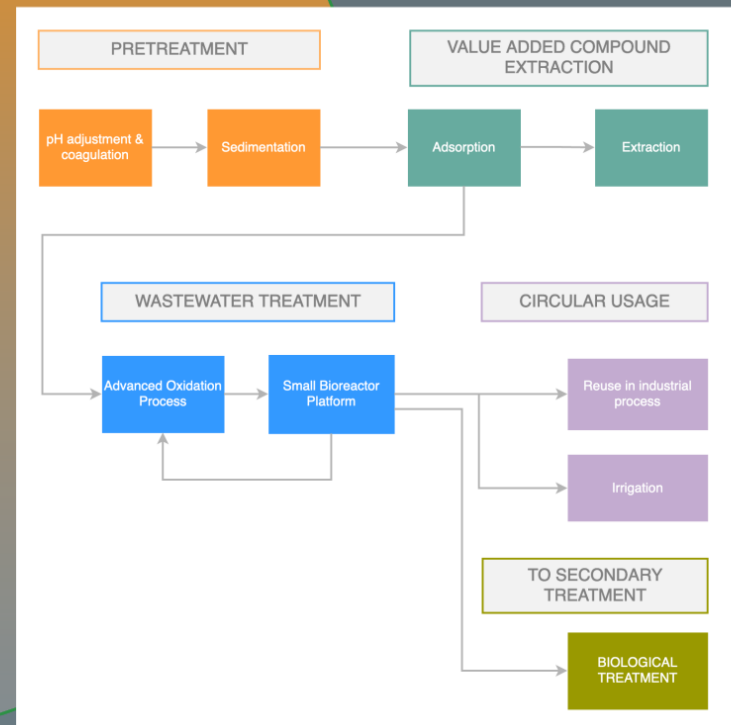 PRETREATMENT
VALUE ADDED COMPOUND
EXTRACTION
pH adjustment &
coagulation
Sedimentation
Adsorption
Extraction
WASTEWATER TREATMENT
CIRCULAR USAGE
Advanced Oxidation
Process
Small Bioreactor
Platform
Reuse in industrial
process
Irrigation
TO SECONDARY
TREATMENT
BIOLOGICAL
TREATMENT